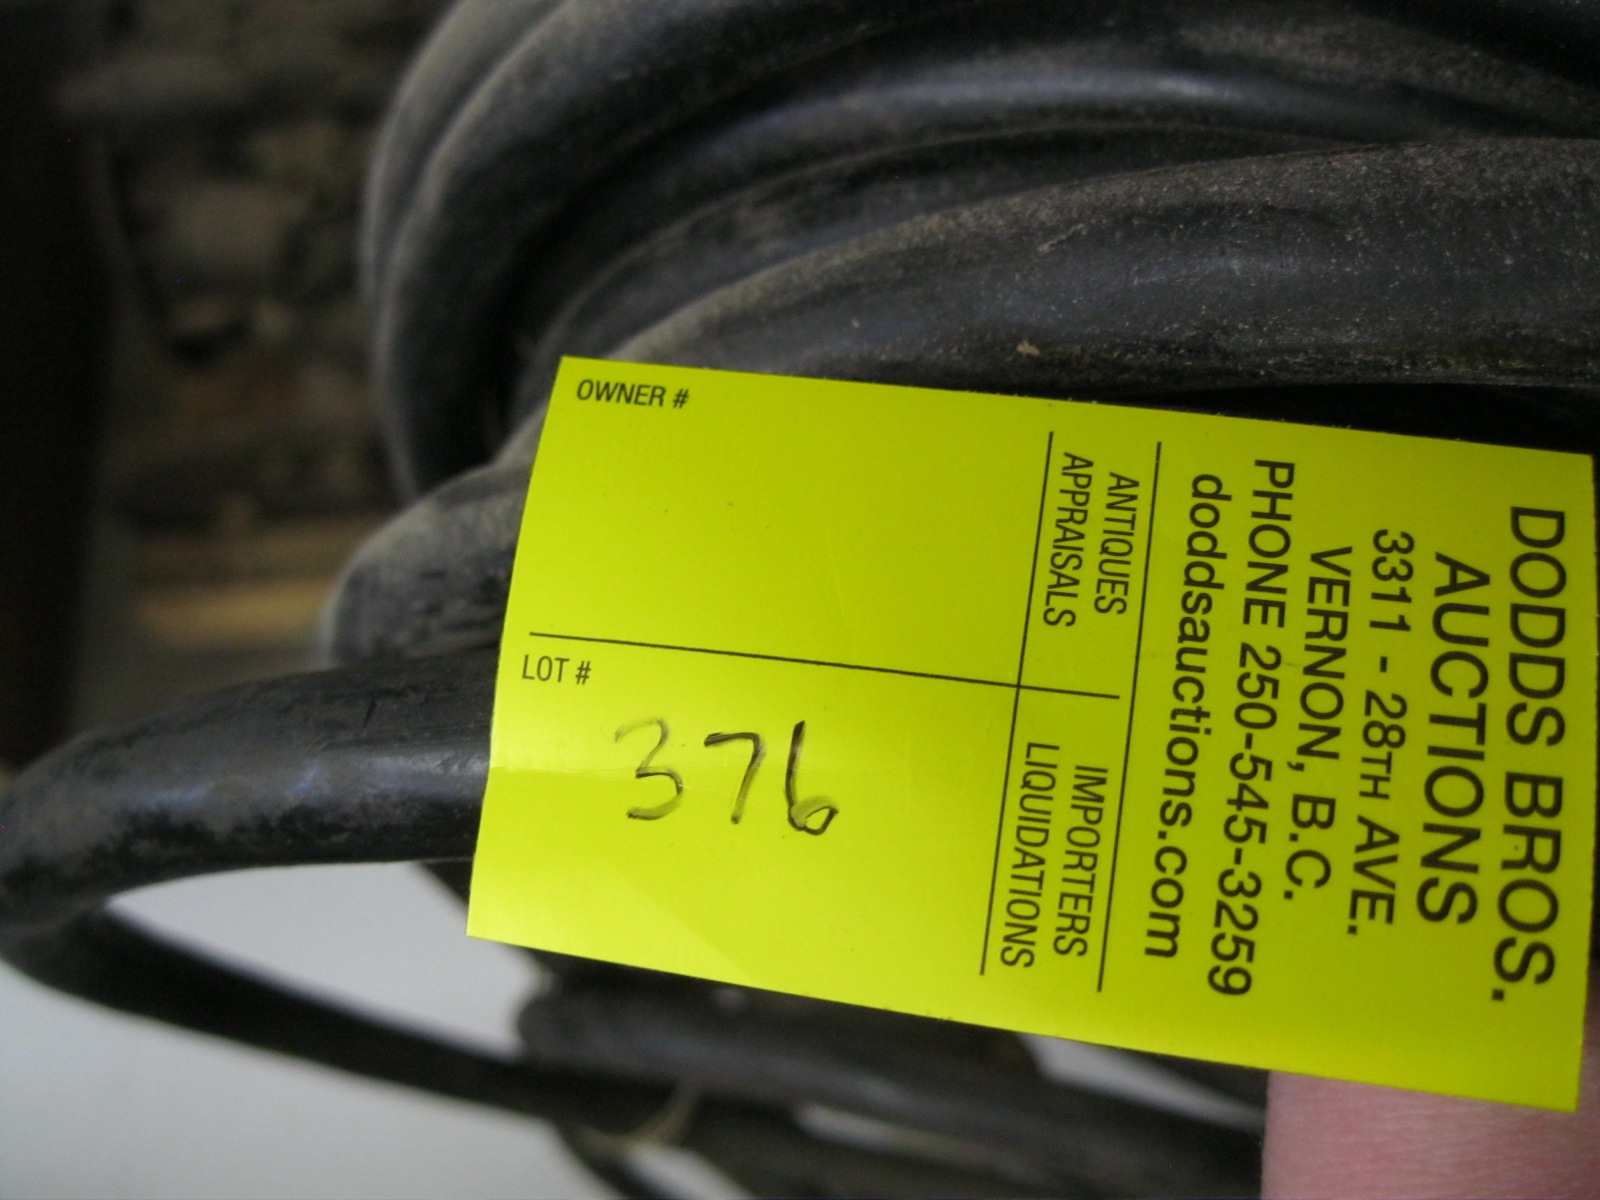 DODDS BROS.
AUCTIONS
3311 - 28TH AVE.
VERNON, B.C.
PHONE 250-545-3259
doddsauctions.com
ANTIQUES
APPRAISALS
IMPORTERS
LIQUIDATIONS
OWNER #
LOT #
376